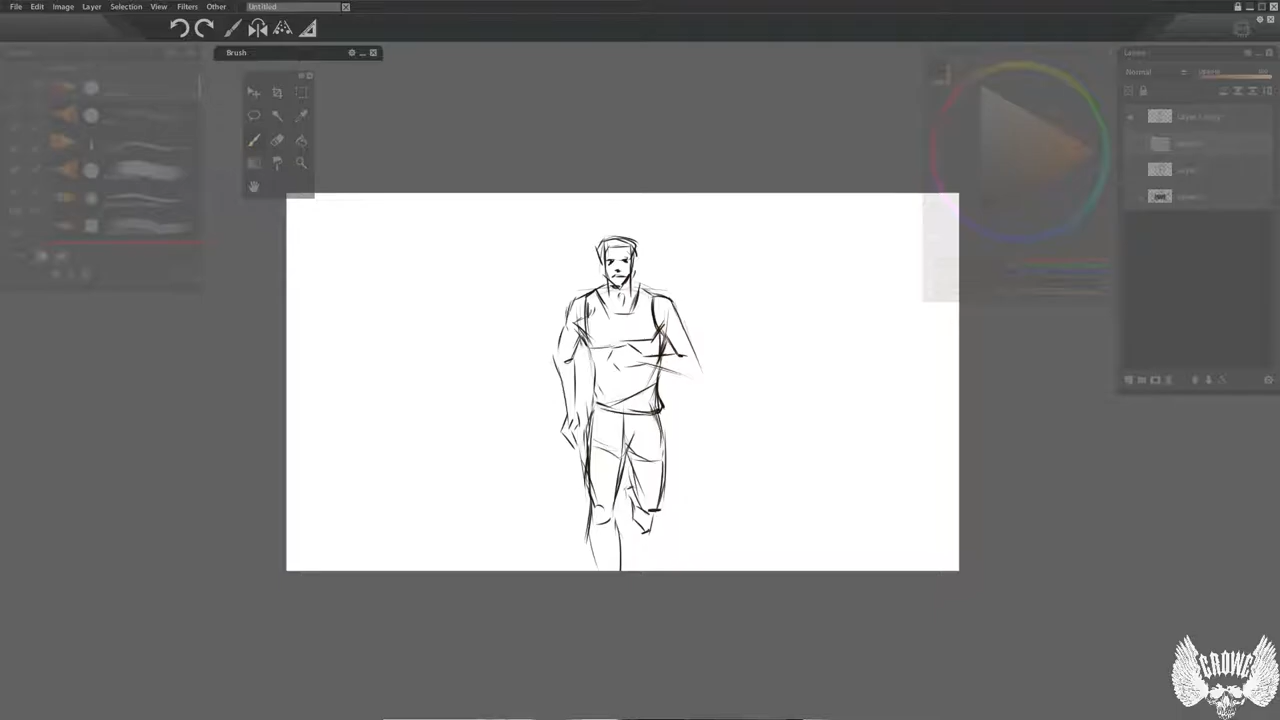 File Edit Image Layer Selection View Filters Other Untitled
Brush
Layers
Normal
CROWE